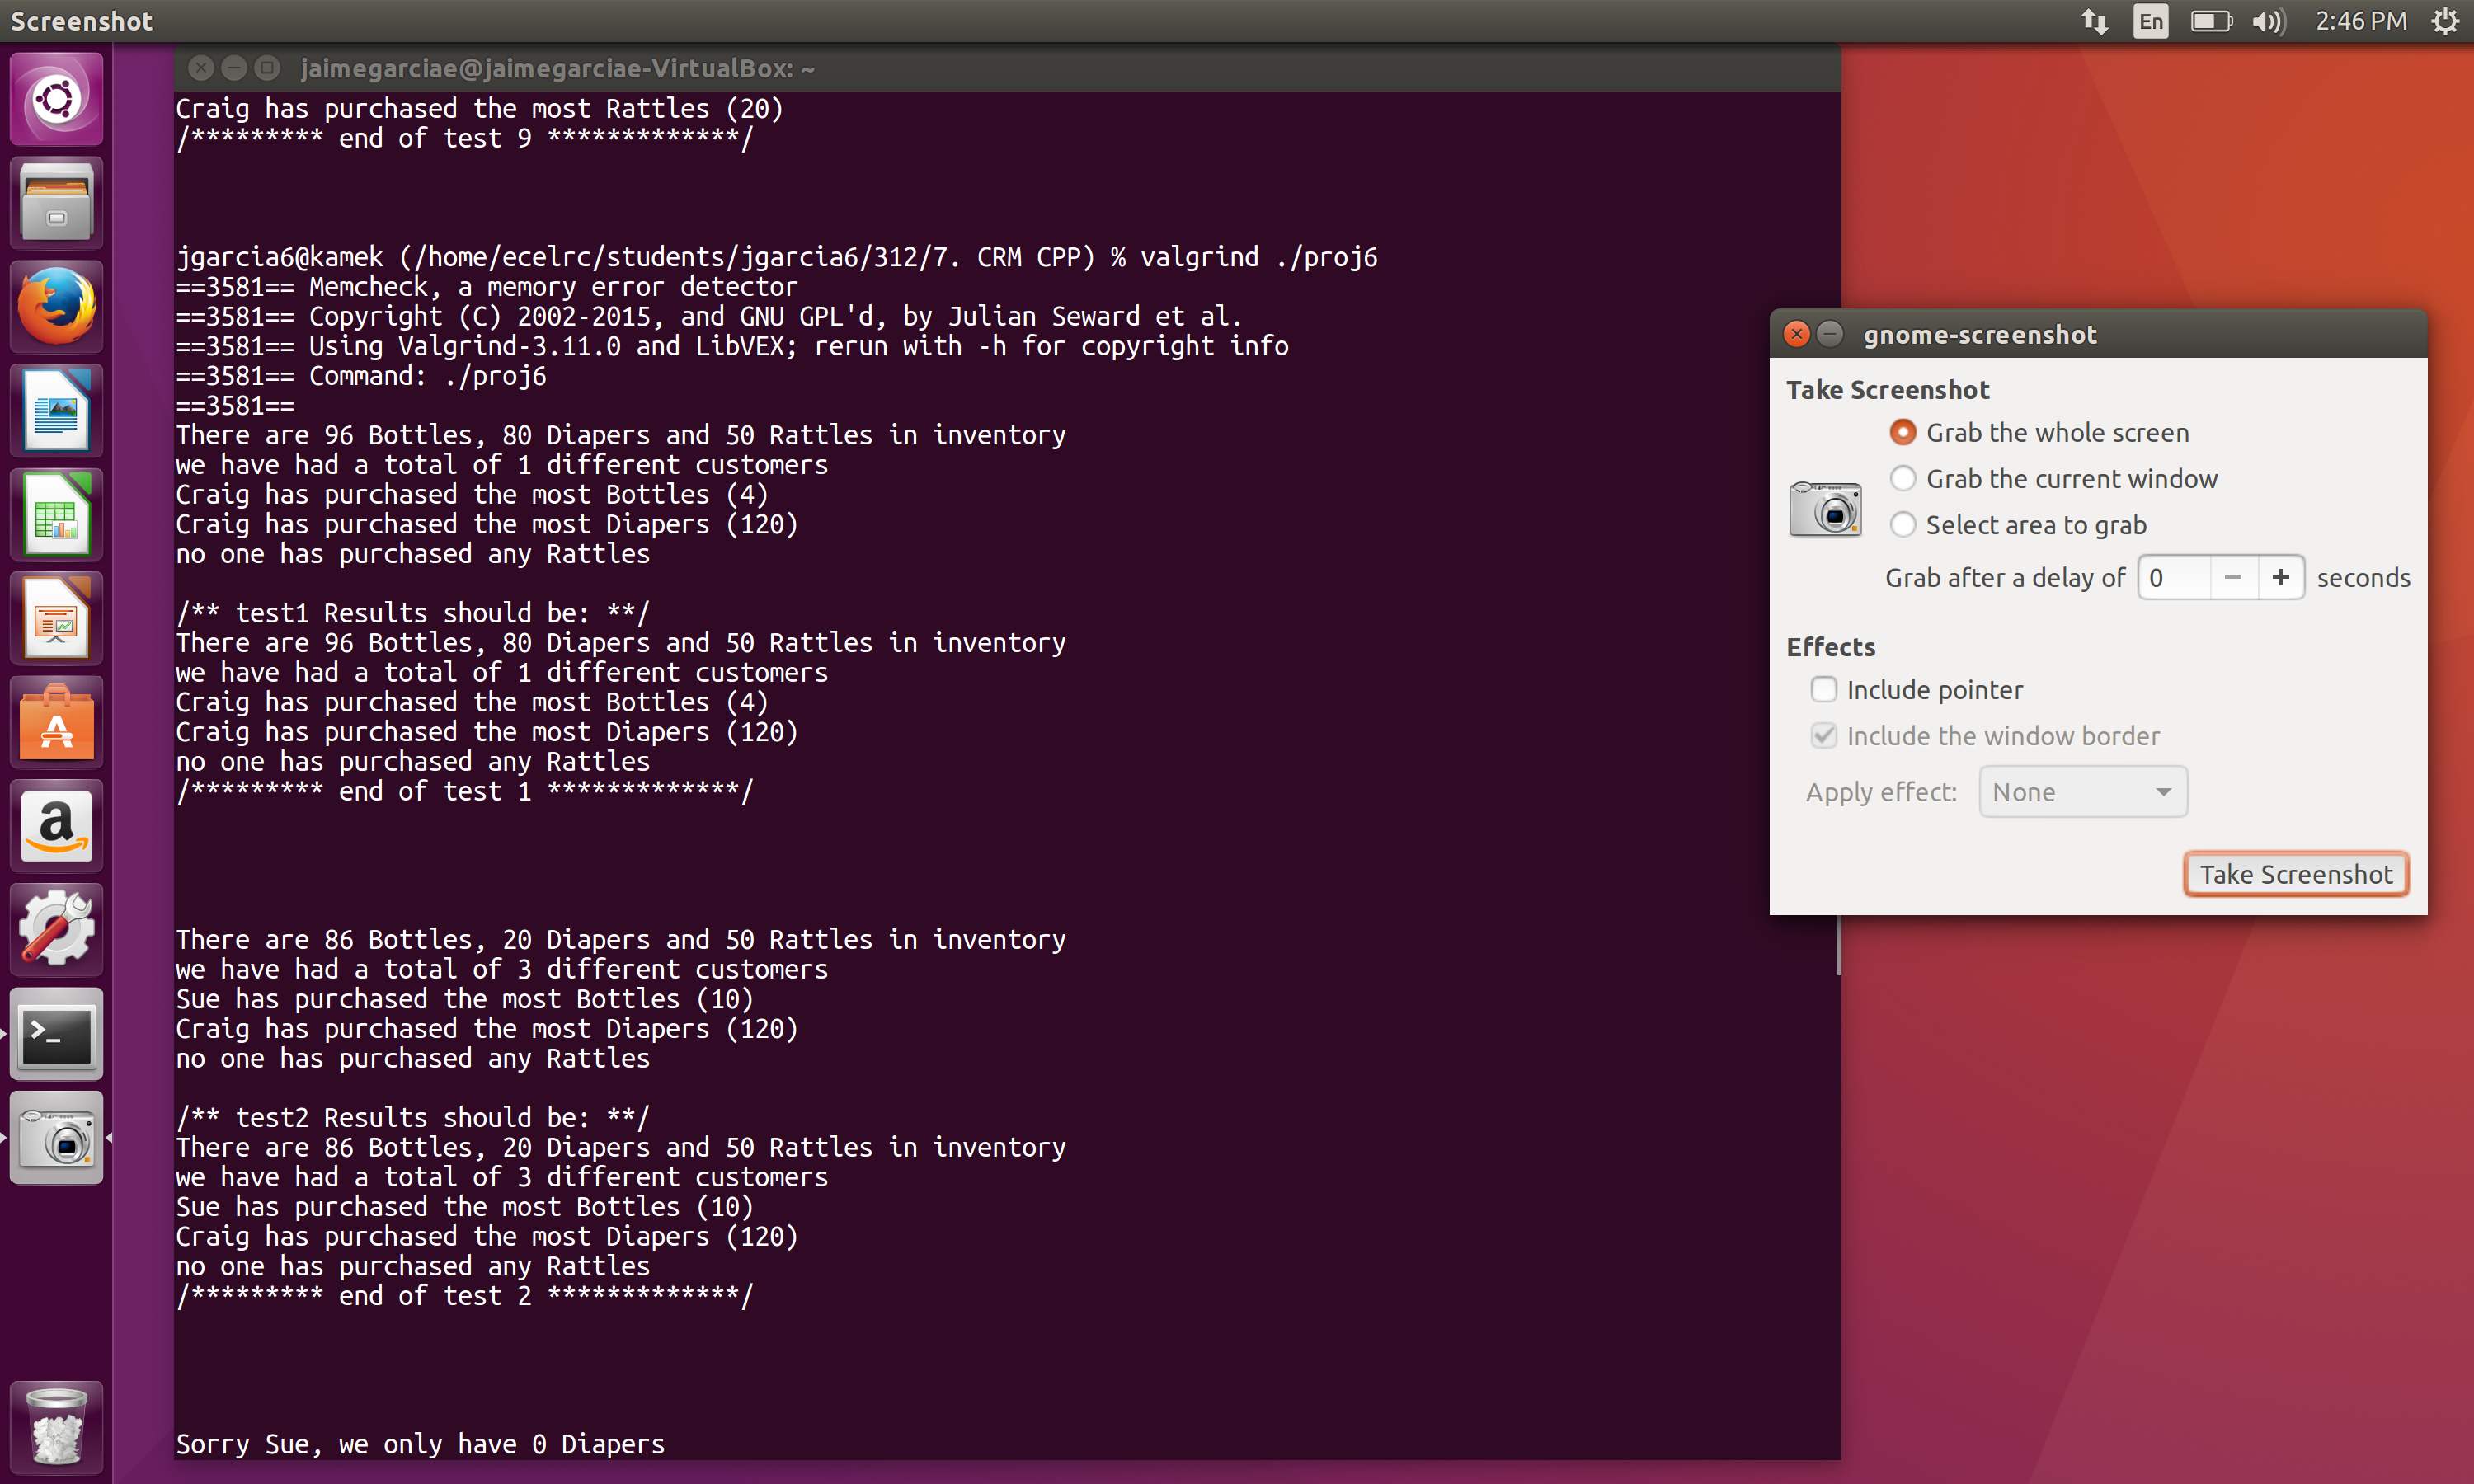 Screenshot
En
2:46 PM
jaimegarciae@jaimegarciae-VirtualBox: ~
Craig has purchased the most Rattles (20)
/********* end of test 9 *************/
jgarcia6@kamek (/home/ecelrc/students/jgarcia6/312/7. CRM CPP) % valgrind ./proj6
==3581== Memcheck, a memory error detector
==3581== Copyright (C) 2002-2015, and GNU GPL'd, by Julian Seward et al.
==3581== Using Valgrind-3.11.0 and LibVEX; rerun with -h for copyright info
==3581== Command: ./proj6
==3581==
There are 96 Bottles, 80 Diapers and 50 Rattles in inventory
we have had a total of 1 different customers
Craig has purchased the most Bottles (4)
Craig has purchased the most Diapers (120)
no one has purchased any Rattles
/** test1 Results should be: **/
There are 96 Bottles, 80 Diapers and 50 Rattles in inventory
we have had a total of 1 different customers
Craig has purchased the most Bottles (4)
Craig has purchased the most Diapers (120)
no one has purchased any Rattles
/********* end of test 1 *************/
There are 86 Bottles, 20 Diapers and 50 Rattles in inventory
we have had a total of 3 different customers
Sue has purchased the most Bottles (10)
Craig has purchased the most Diapers (120)
no one has purchased any Rattles
/** test2 Results should be: **/
There are 86 Bottles, 20 Diapers and 50 Rattles in inventory
we have had a total of 3 different customers
Sue has purchased the most Bottles (10)
Craig has purchased the most Diapers (120)
no one has purchased any Rattles
/********* end of test 2 *************/
Sorry Sue, we only have 0 Diapers
gnome-screenshot
Take Screenshot
Grab the whole screen
Grab the current window
Select area to grab
Grab after a delay of 0 − + seconds
Effects
Include pointer
Include the window border
Apply effect: None
Take Screenshot